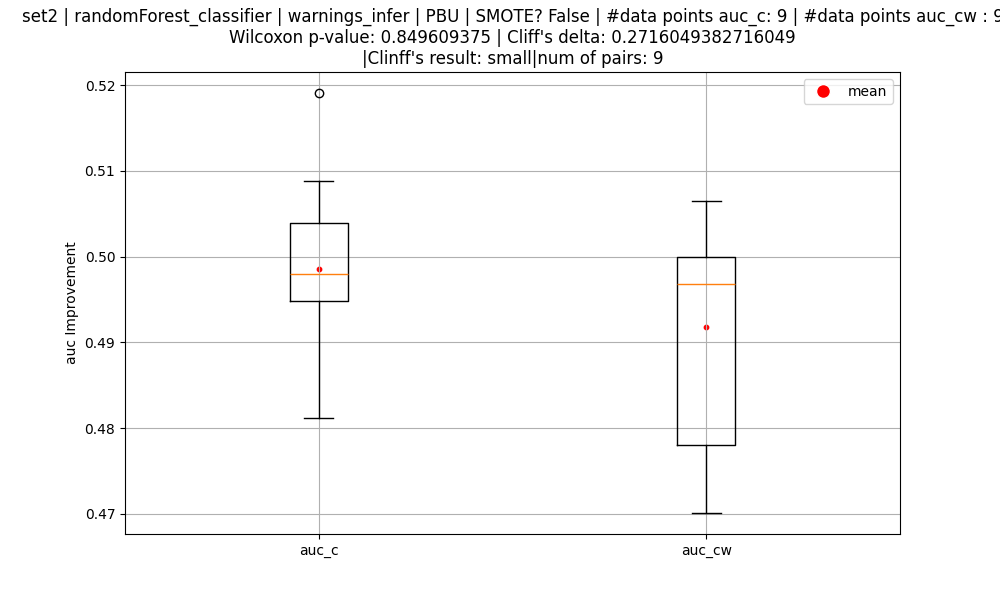 set2 | randomForest_classifier | warnings_infer | PBU | SMOTE? False | #data points auc_c: 9 | #data points auc_cw : 9
Wilcoxon p-value: 0.849609375 | Cliff's delta: 0.2716049382716049
|Clinff's result: small|num of pairs: 9
mean
0.52
0.51
0.50
0.49
0.48
0.47
auc Improvement
auc_c
auc_cw